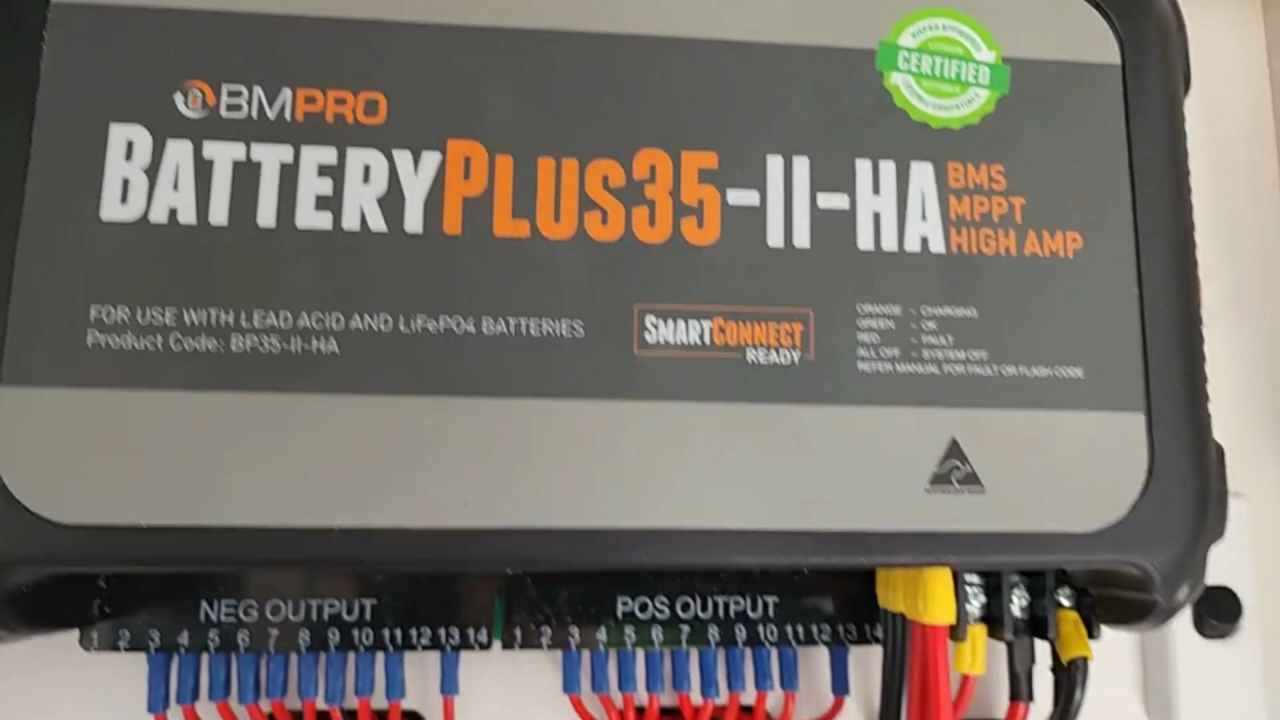 CERTIFIED
BMPRO
BATTERYPLUS35-II-HA
BMS
MPPT
HIGH AMP
FOR USE WITH LEAD ACID AND LiFePO4 BATTERIES
Product Code: BP35-II-HA
SMARTCONNECT
READY
ORANGE - CHARGING
GREEN - OK
RED - FAULT
ALL OFF - SYSTEM OFF
REFER MANUAL FOR FAULT OR FLASH CODE
NEG OUTPUT
1 2 3 4 5 6 7 8 9 10 11 12 13 14
POS OUTPUT
1 2 3 4 5 6 7 8 9 10 11 12 13 14